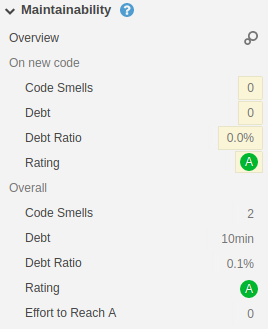 Maintainability ?
Overview
On new code
Code Smells 0
Debt 0
Debt Ratio 0.0%
Rating A
Overall
Code Smells 2
Debt 10min
Debt Ratio 0.1%
Rating A
Effort to Reach A 0